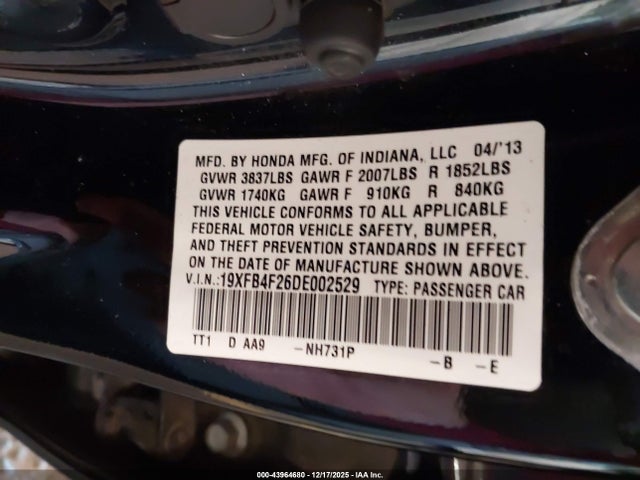 MFD. BY HONDA MFG. OF INDIANA, LLC 04/'13
GVWR 3837LBS GAWR F 2007LBS R 1852LBS
GVWR 1740KG GAWR F 910KG R 840KG
THIS VEHICLE CONFORMS TO ALL APPLICABLE
FEDERAL MOTOR VEHICLE SAFETY, BUMPER,
AND THEFT PREVENTION STANDARDS IN EFFECT
ON THE DATE OF MANUFACTURE SHOWN ABOVE.
V.I.N.:19XFB4F26DE002529 TYPE: PASSENGER CAR
TT1 D AA9 -NH731P -B -E
000-43964680 - 12/17/2025 - IAA Inc.